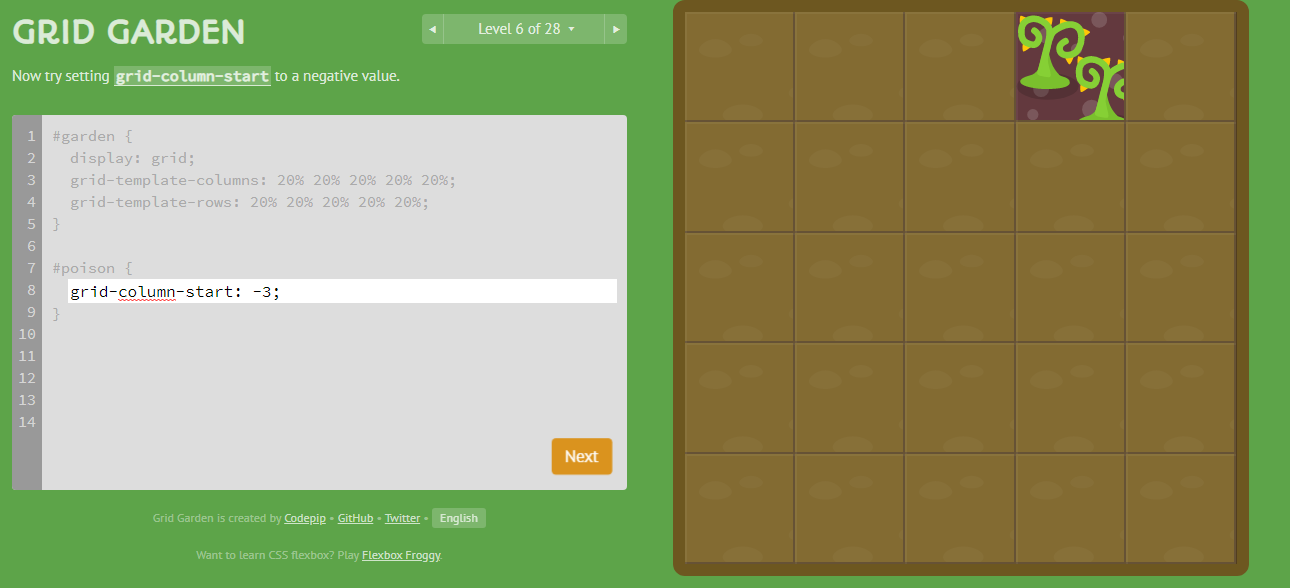 GRID GARDEN
◄ Level 6 of 28 ▾ ►
Now try setting grid-column-start to a negative value.
1 #garden {
2   display: grid;
3   grid-template-columns: 20% 20% 20% 20% 20%;
4   grid-template-rows: 20% 20% 20% 20% 20%;
5 }
6
7 #poison {
8   grid-column-start: -3;
9 }
10
11
12
13
14
Next
Grid Garden is created by Codepip • GitHub • Twitter • English
Want to learn CSS flexbox? Play Flexbox Froggy.